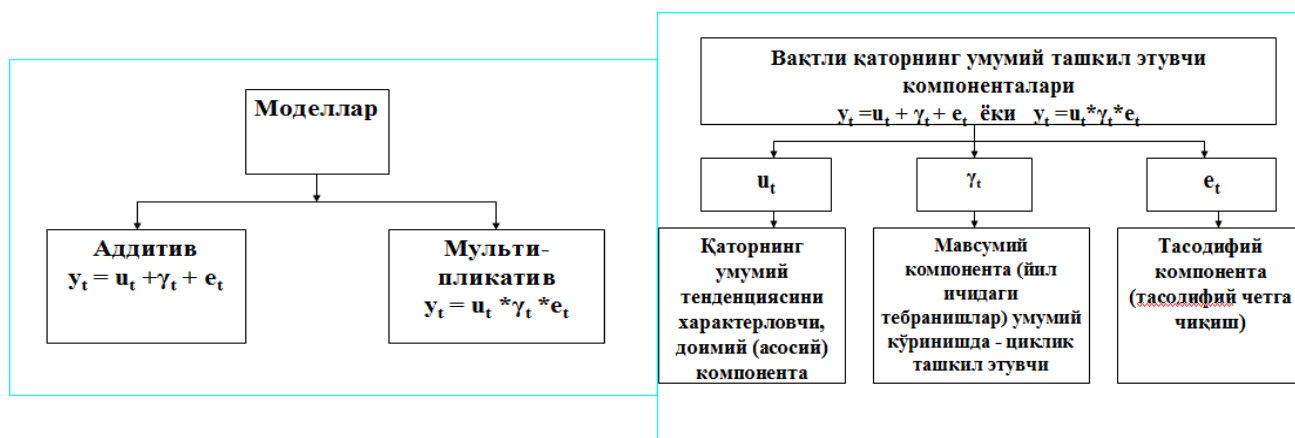 Моделлар
Аддитив
yₜ = uₜ +γₜ + eₜ
Мульти-
пликатив
yₜ = uₜ *γₜ *eₜ
Вақтли қаторнинг умумий ташкил этувчи
компоненталари
yₜ =uₜ + γₜ + eₜ ёки yₜ =uₜ*γₜ*eₜ
uₜ
γₜ
eₜ
Қаторнинг
умумий
тенденциясини
характерловчи,
доимий (асосий)
компонента
Мавсумий
компонента (йил
ичидаги
тебранишлар) умумий
кўринишда - циклик
ташкил этувчи
Тасодифий
компонента
(тасодифий четга
чиқиш)